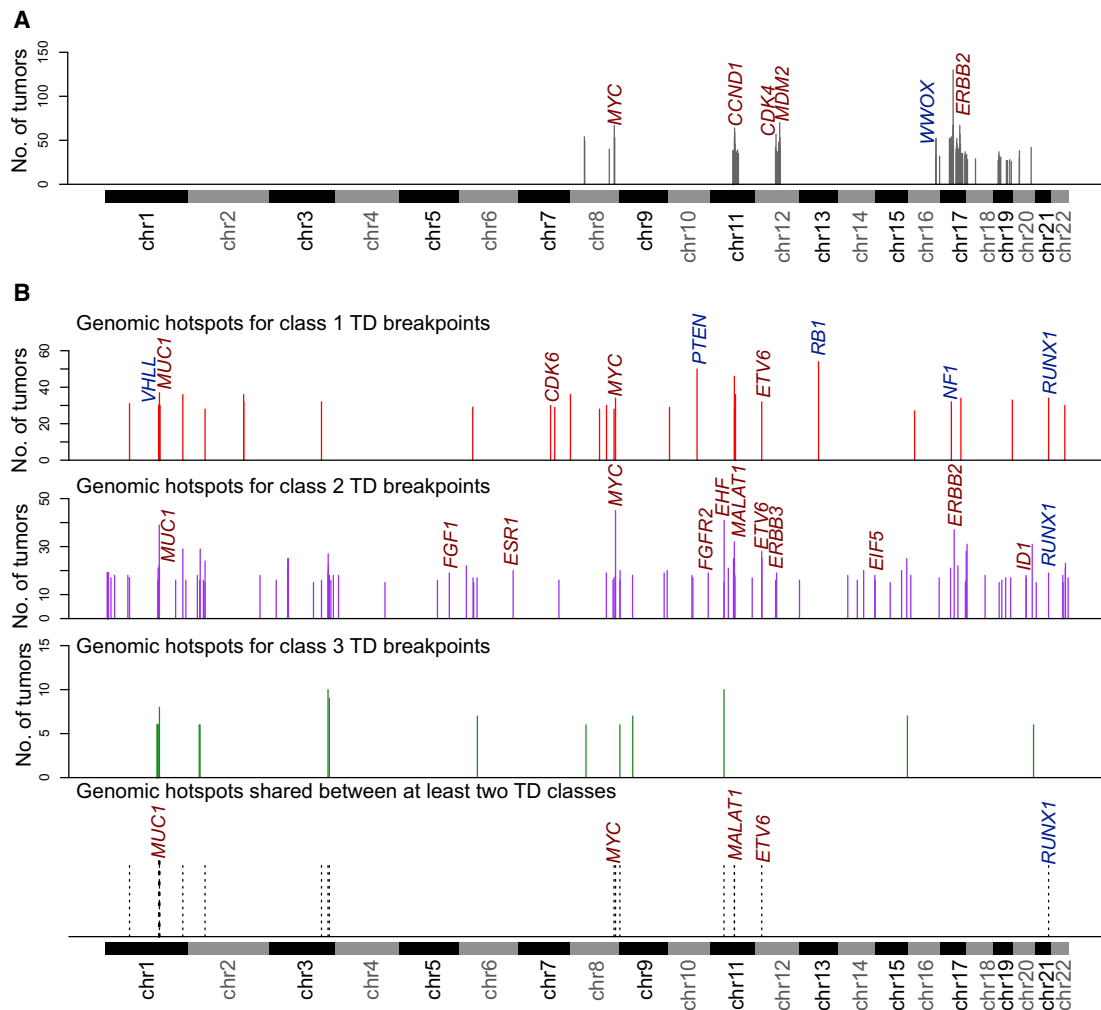 A
No. of tumors
150
100
50
0
MYC
CCND1
CDK4
MDM2
WWOX
ERBB2
chr1
chr2
chr3
chr4
chr5
chr6
chr7
chr8
chr9
chr10
chr11
chr12
chr13
chr14
chr15
chr16
chr17
chr18
chr19
chr20
chr21
chr22
B
Genomic hotspots for class 1 TD breakpoints
No. of tumors
60
40
20
0
VHLL
MUC1
CDK6
MYC
PTEN
ETV6
RB1
NF1
RUNX1
Genomic hotspots for class 2 TD breakpoints
No. of tumors
50
30
10
0
MUC1
FGF1
ESR1
MYC
FGFR2
EHF
MALAT1
ETV6
ERBB3
EIF5
ERBB2
ID1
RUNX1
Genomic hotspots for class 3 TD breakpoints
No. of tumors
15
10
5
0
Genomic hotspots shared between at least two TD classes
MUC1
MYC
MALAT1
ETV6
RUNX1
chr1
chr2
chr3
chr4
chr5
chr6
chr7
chr8
chr9
chr10
chr11
chr12
chr13
chr14
chr15
chr16
chr17
chr18
chr19
chr20
chr21
chr22